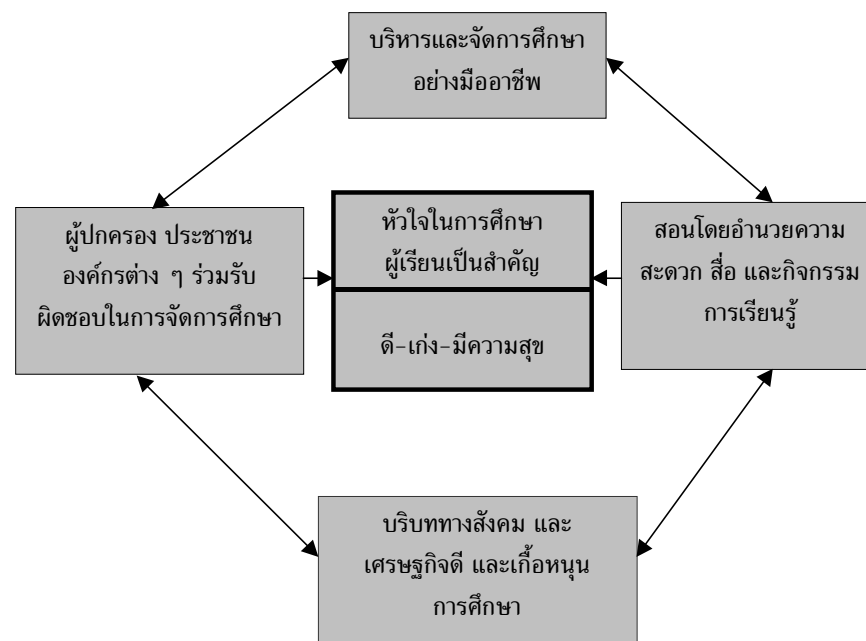 บริหารและจัดการศึกษา
อย่างมืออาชีพ
ผู้ปกครอง ประชาชน
องค์กรต่าง ๆ ร่วมรับ
ผิดชอบในการจัดการศึกษา
หัวใจในการศึกษา
ผู้เรียนเป็นสำคัญ
ดี-เก่ง-มีความสุข
สอนโดยอำนวยความ
สะดวก สื่อ และกิจกรรม
การเรียนรู้
บริบททางสังคม และ
เศรษฐกิจดี และเกื้อหนุน
การศึกษา